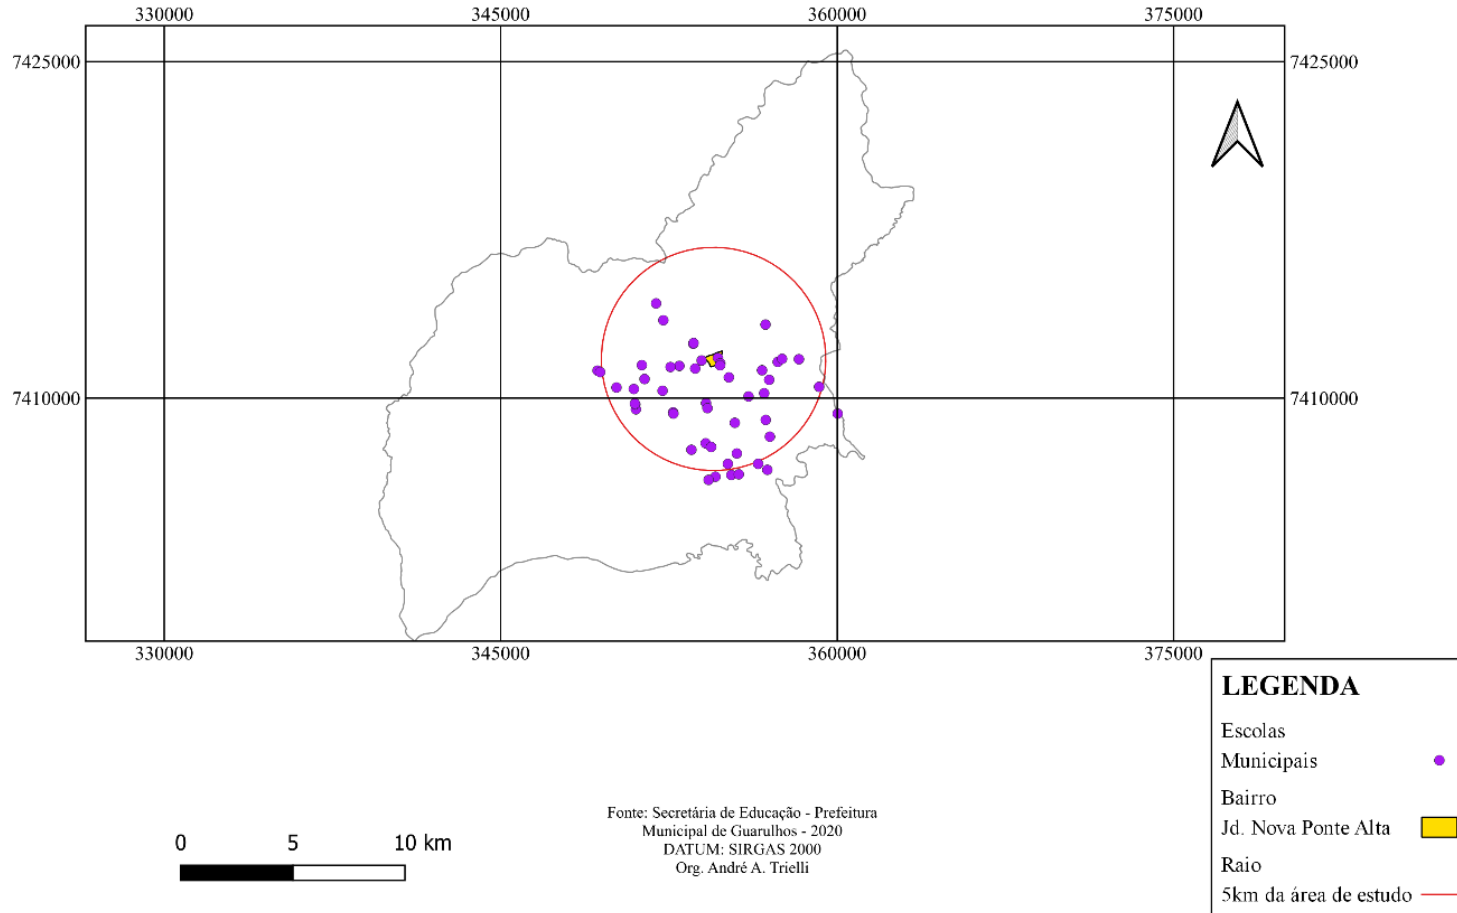 330000 345000 360000 375000
7425000 7425000
7410000 7410000
330000 345000 360000 375000
LEGENDA
Escolas
Municipais
Bairro
Jd. Nova Ponte Alta
Raio
5km da área de estudo
0 5 10 km
Fonte: Secretária de Educação - Prefeitura
Municipal de Guarulhos - 2020
DATUM: SIRGAS 2000
Org. André A. Trielli